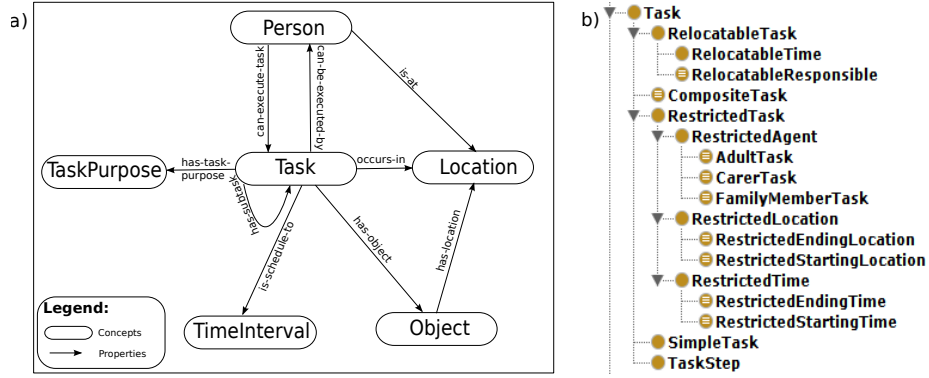 a)
Person
can-execute-task
can-be-executed-by
is-at
TaskPurpose
has-task-
purpose
Task
occurs-in
Location
has-subtask
is-schedule-to
has-object
has-location
Legend:
Concepts
Properties
TimeInterval
Object
b)
Task
RelocatableTask
RelocatableTime
RelocatableResponsible
CompositeTask
RestrictedTask
RestrictedAgent
AdultTask
CarerTask
FamilyMemberTask
RestrictedLocation
RestrictedEndingLocation
RestrictedStartingLocation
RestrictedTime
RestrictedEndingTime
RestrictedStartingTime
SimpleTask
TaskStep